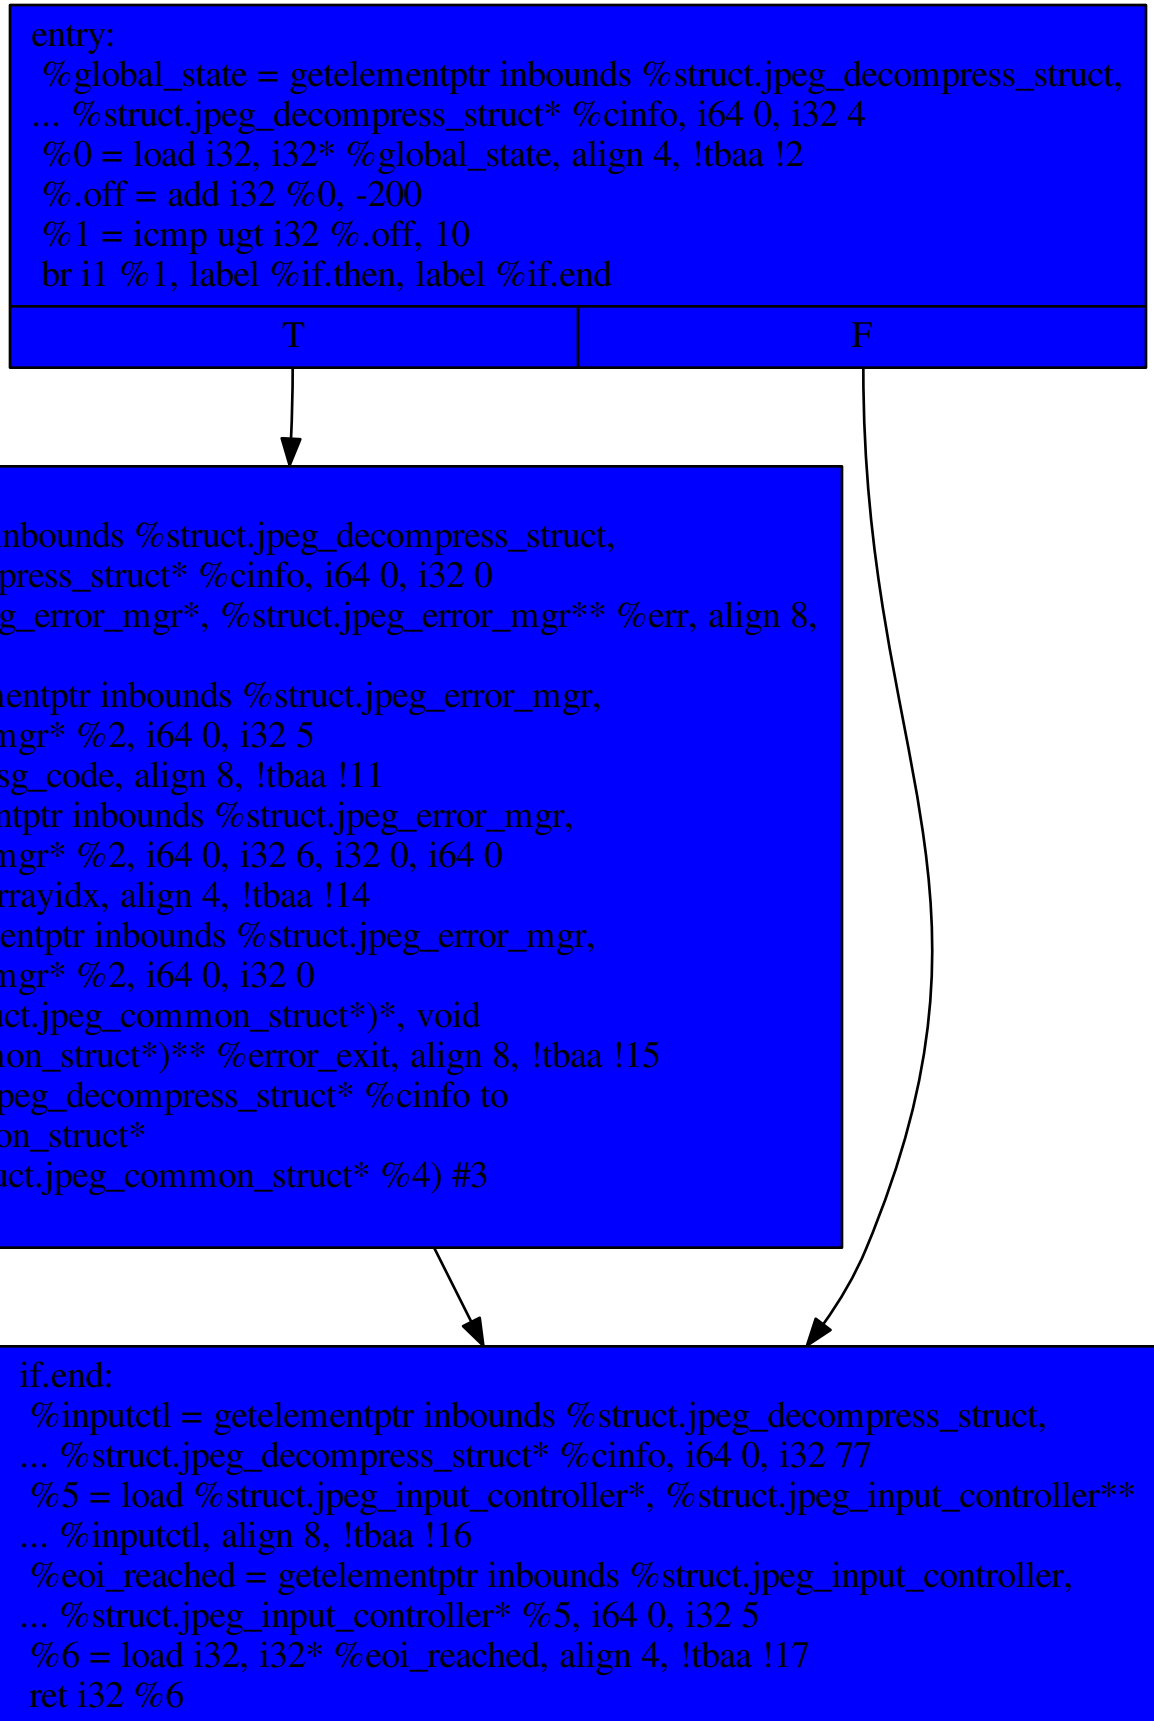 entry:
%global_state = getelementptr inbounds %struct.jpeg_decompress_struct,
... %struct.jpeg_decompress_struct* %cinfo, i64 0, i32 4
%0 = load i32, i32* %global_state, align 4, !tbaa !2
%.off = add i32 %0, -200
%1 = icmp ugt i32 %.off, 10
br i1 %1, label %if.then, label %if.end
T F
nbounds %struct.jpeg_decompress_struct,
press_struct* %cinfo, i64 0, i32 0
g_error_mgr*, %struct.jpeg_error_mgr** %err, align 8,
entptr inbounds %struct.jpeg_error_mgr,
mgr* %2, i64 0, i32 5
sg_code, align 8, !tbaa !11
ntptr inbounds %struct.jpeg_error_mgr,
mgr* %2, i64 0, i32 6, i32 0, i64 0
rrayidx, align 4, !tbaa !14
entptr inbounds %struct.jpeg_error_mgr,
mgr* %2, i64 0, i32 0
uct.jpeg_common_struct*)*, void
on_struct*)** %error_exit, align 8, !tbaa !15
peg_decompress_struct* %cinfo to
on_struct*
uct.jpeg_common_struct* %4) #3
if.end:
%inputctl = getelementptr inbounds %struct.jpeg_decompress_struct,
... %struct.jpeg_decompress_struct* %cinfo, i64 0, i32 77
%5 = load %struct.jpeg_input_controller*, %struct.jpeg_input_controller**
... %inputctl, align 8, !tbaa !16
%eoi_reached = getelementptr inbounds %struct.jpeg_input_controller,
... %struct.jpeg_input_controller* %5, i64 0, i32 5
%6 = load i32, i32* %eoi_reached, align 4, !tbaa !17
ret i32 %6